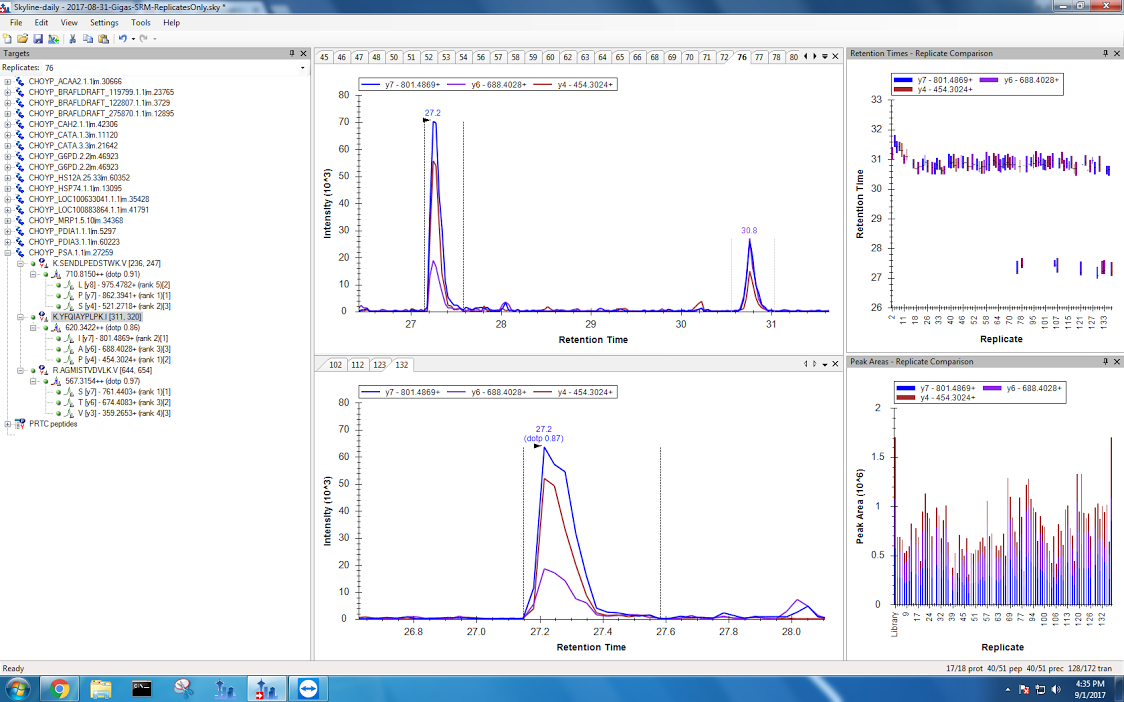 Skyline-daily - 2017-08-31-Gigas-SRM-ReplicatesOnly.sky *
File Edit View Settings Tools Help
Targets
Replicates: 76
CHOYP_ACAA2.1.1|m.30666
CHOYP_BRAFLDRAFT_119799.1.1|m.23765
CHOYP_BRAFLDRAFT_122807.1.1|m.3729
CHOYP_BRAFLDRAFT_275870.1.1|m.12895
CHOYP_CAH2.1.1|m.42306
CHOYP_CATA.1.3|m.11120
CHOYP_CATA.3.3|m.21642
CHOYP_G6PD.2.2|m.46923
CHOYP_G6PD.2.2|m.46923
CHOYP_HS12A.25.33|m.60352
CHOYP_HSP74.1.1|m.13095
CHOYP_LOC100633041.1.1|m.35428
CHOYP_LOC100883864.1.1|m.41791
CHOYP_MRP1.5.10|m.34368
CHOYP_PDIA1.1.1|m.5297
CHOYP_PDIA3.1.1|m.60223
CHOYP_PSA.1.1|m.27259
K.SENDLPEDSTWK.V [236, 247]
710.8150++ (dotp 0.91)
L [y8] - 975.4782+ (rank 5)[2]
P [y7] - 862.3941+ (rank 1)[1]
S [y4] - 521.2718+ (rank 2)[3]
K.YFQIAYPLPK.I [311, 320]
620.3422++ (dotp 0.86)
I [y7] - 801.4869+ (rank 2)[1]
A [y6] - 688.4028+ (rank 3)[3]
P [y4] - 454.3024+ (rank 1)[2]
R.AGMISTVDVLK.V [644, 654]
567.3154++ (dotp 0.97)
S [y7] - 761.4403+ (rank 1)[1]
T [y6] - 674.4083+ (rank 3)[2]
V [y3] - 359.2653+ (rank 4)[3]
PRTC peptides
45 46 47 48 50 51 52 53 54 55 56 57 58 59 60 62 63 64 65 66 68 69 70 71 72 76 77 78 80
y7 - 801.4869+ y6 - 688.4028+ y4 - 454.3024+
80
70
60
50
40
30
20
10
0
Intensity (10^3)
27.2
30.8
27 28 29 30 31
Retention Time
102 112 123 132
y7 - 801.4869+ y6 - 688.4028+ y4 - 454.3024+
80
70
60
50
40
30
20
10
0
Intensity (10^3)
27.2
(dotp 0.87)
26.8 27.0 27.2 27.4 27.6 27.8 28.0
Retention Time
Retention Times - Replicate Comparison
y7 - 801.4869+ y6 - 688.4028+
y4 - 454.3024+
33
32
31
30
29
28
27
26
Retention Time
2 11 18 26 33 40 46 52 58 64 70 78 86 95 101 107 115 121 127 133
Replicate
Peak Areas - Replicate Comparison
y7 - 801.4869+ y6 - 688.4028+
y4 - 454.3024+
2
1.5
1
0.5
0
Peak Area (10^6)
Library 9 17 24 32 39 45 51 57 63 69 77 84 94 100 106 113 120 126 132
Replicate
Ready
17/18 prot 40/51 pep 40/51 prec 128/172 tran
4:35 PM
9/1/2017